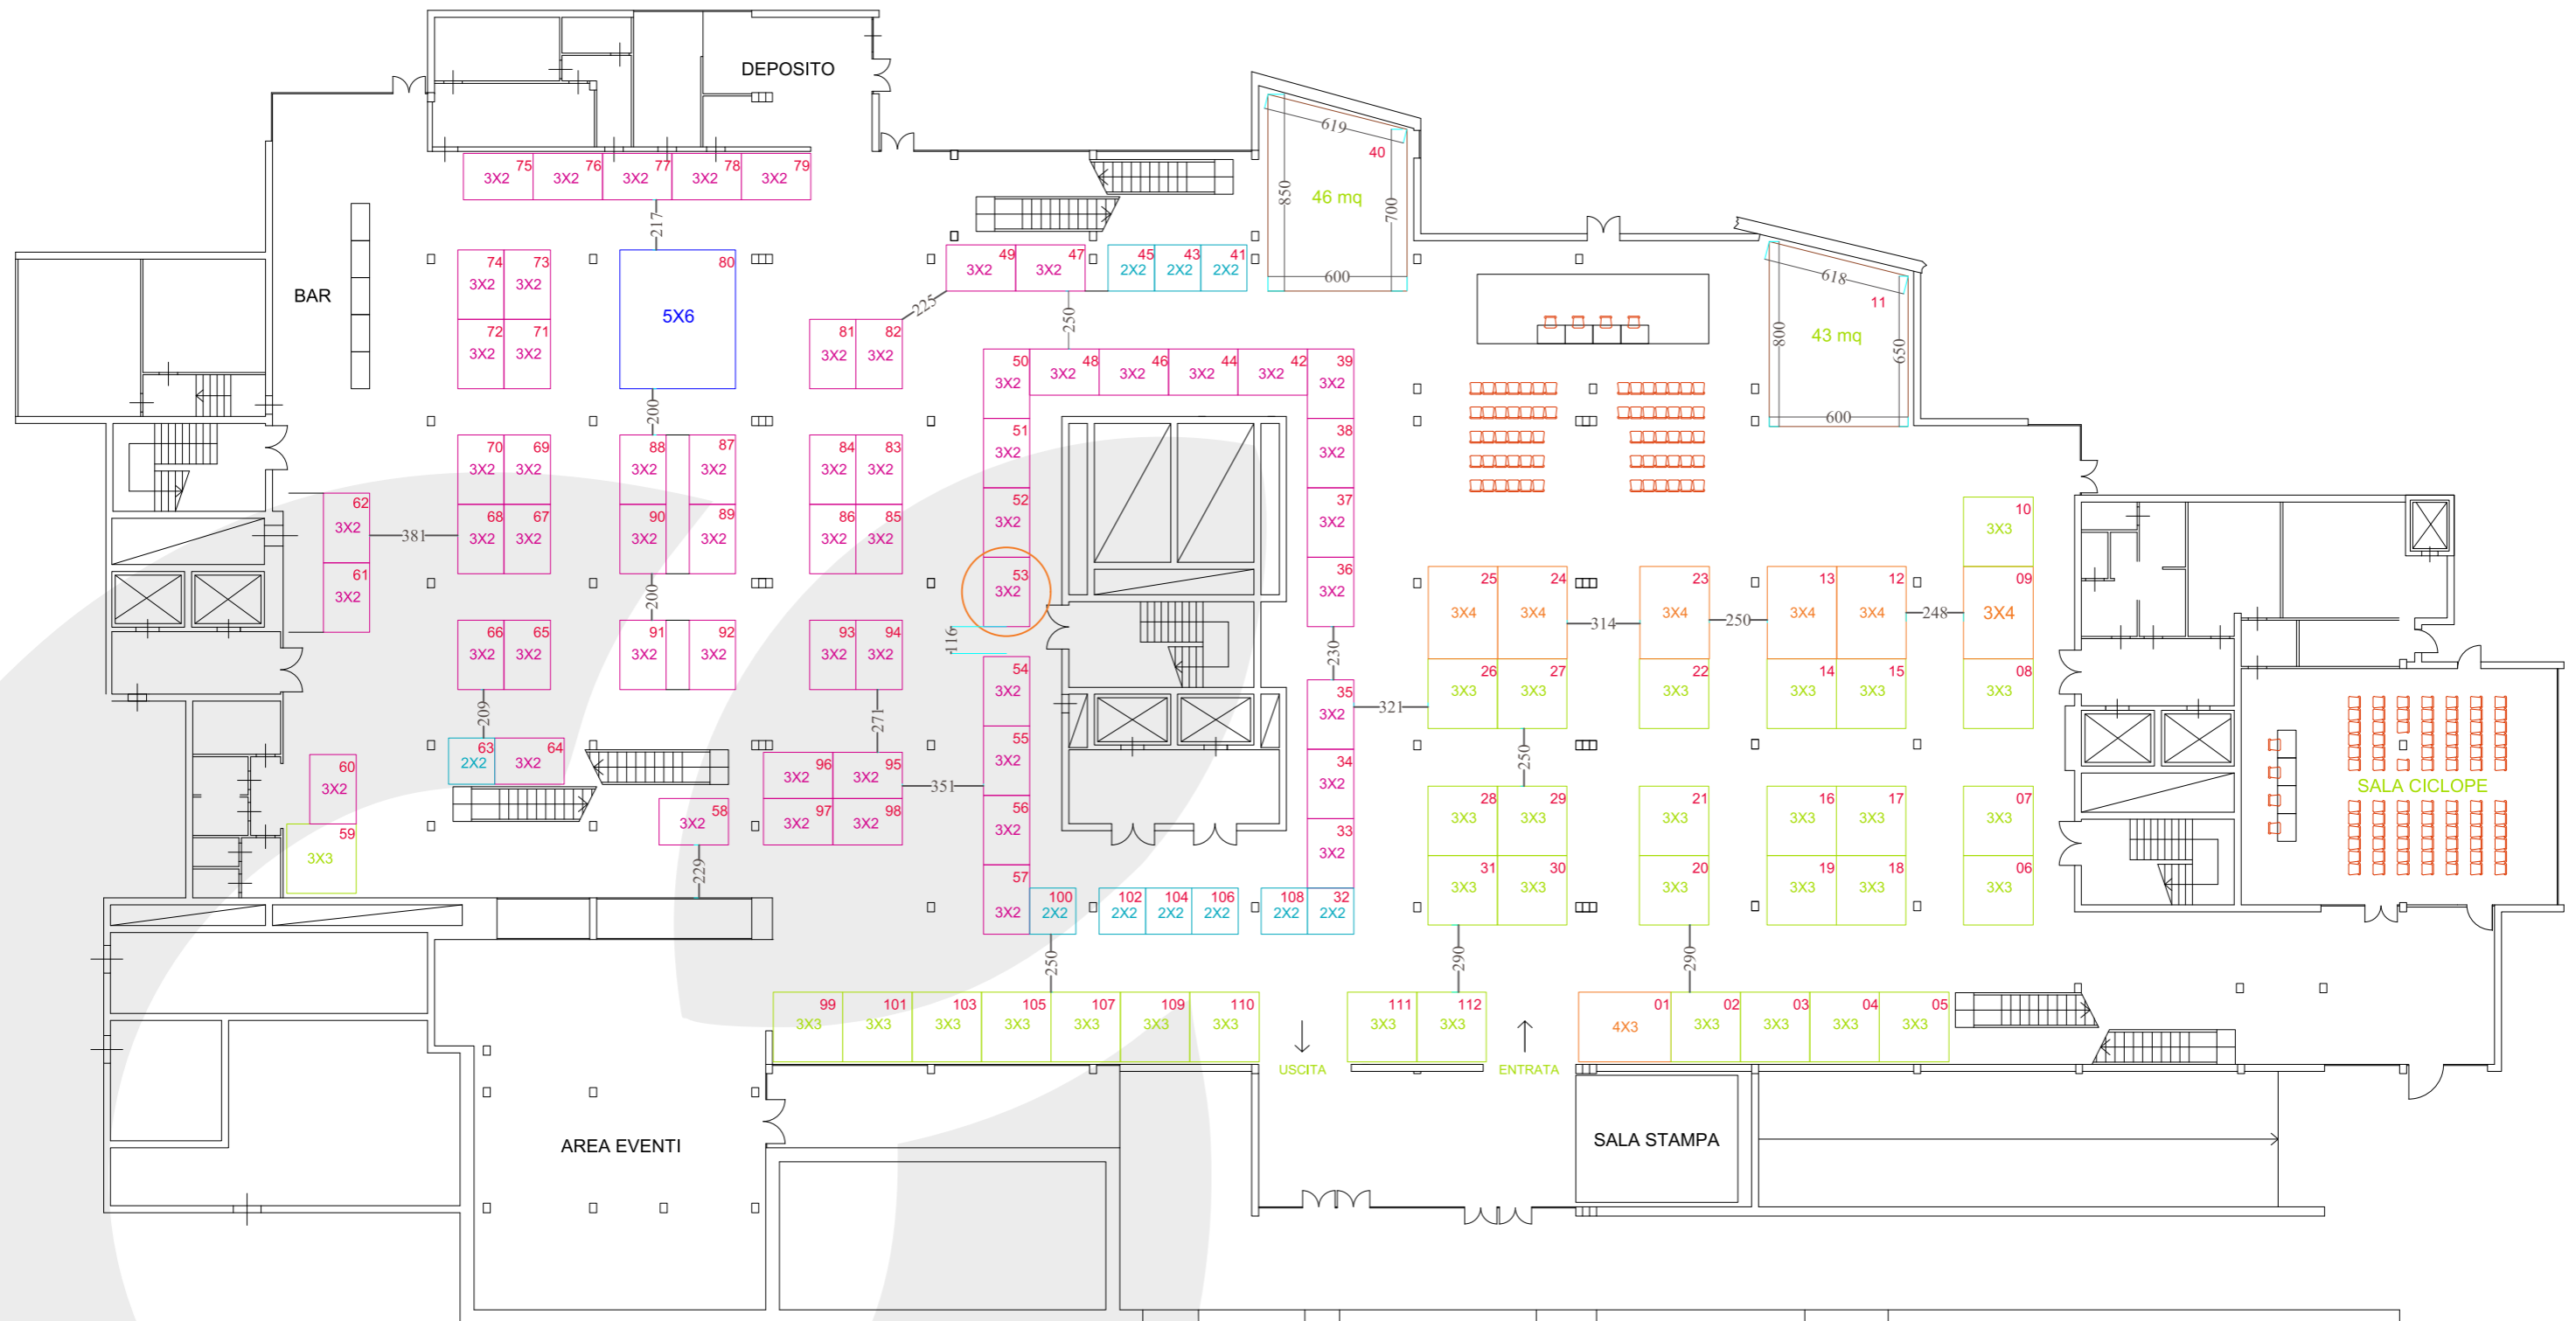 DEPOSITO
619
40
46 mq
850
700
600
75
3X2
76
3X2
77
3X2
78
3X2
79
3X2
217
74
3X2
73
3X2
80
5X6
72
3X2
71
3X2
BAR
49
3X2
47
3X2
45
2X2
43
2X2
41
2X2
225
250
618
11
43 mq
800
650
600
81
3X2
82
3X2
200
50
3X2
48
3X2
46
3X2
44
3X2
42
3X2
39
3X2
70
3X2
69
3X2
88
3X2
87
3X2
84
3X2
83
3X2
51
3X2
38
3X2
62
3X2
381
68
3X2
67
3X2
90
3X2
89
3X2
86
3X2
85
3X2
52
3X2
37
3X2
10
3X3
61
3X2
200
53
3X2
36
3X2
25
3X4
24
3X4
314
23
3X4
250
13
3X4
12
3X4
248
09
3X4
66
3X2
65
3X2
91
3X2
92
3X2
93
3X2
94
3X2
116
230
54
3X2
35
3X2
321
26
3X3
27
3X3
22
3X3
14
3X3
15
3X3
08
3X3
209
271
250
63
2X2
64
3X2
60
3X2
96
3X2
95
3X2
351
55
3X2
34
3X2
59
3X3
58
3X2
97
3X2
98
3X2
56
3X2
33
3X2
28
3X3
29
3X3
21
3X3
16
3X3
17
3X3
07
3X3
SALA CICLOPE
229
57
3X2
100
2X2
102
2X2
104
2X2
106
2X2
108
2X2
32
2X2
31
3X3
30
3X3
20
3X3
19
3X3
18
3X3
06
3X3
250
290
290
99
3X3
101
3X3
103
3X3
105
3X3
107
3X3
109
3X3
110
3X3
111
3X3
112
3X3
01
4X3
02
3X3
03
3X3
04
3X3
05
3X3
USCITA
ENTRATA
AREA EVENTI
SALA STAMPA